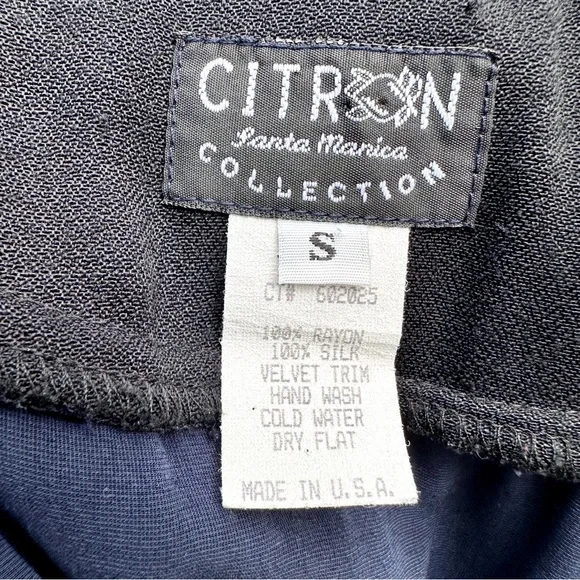 CITRON
Santa Monica
COLLECTION
S
CT# 602025
100% RAYON
100% SILK
VELVET TRIM
HAND WASH
COLD WATER
DRY FLAT
MADE IN U.S.A.